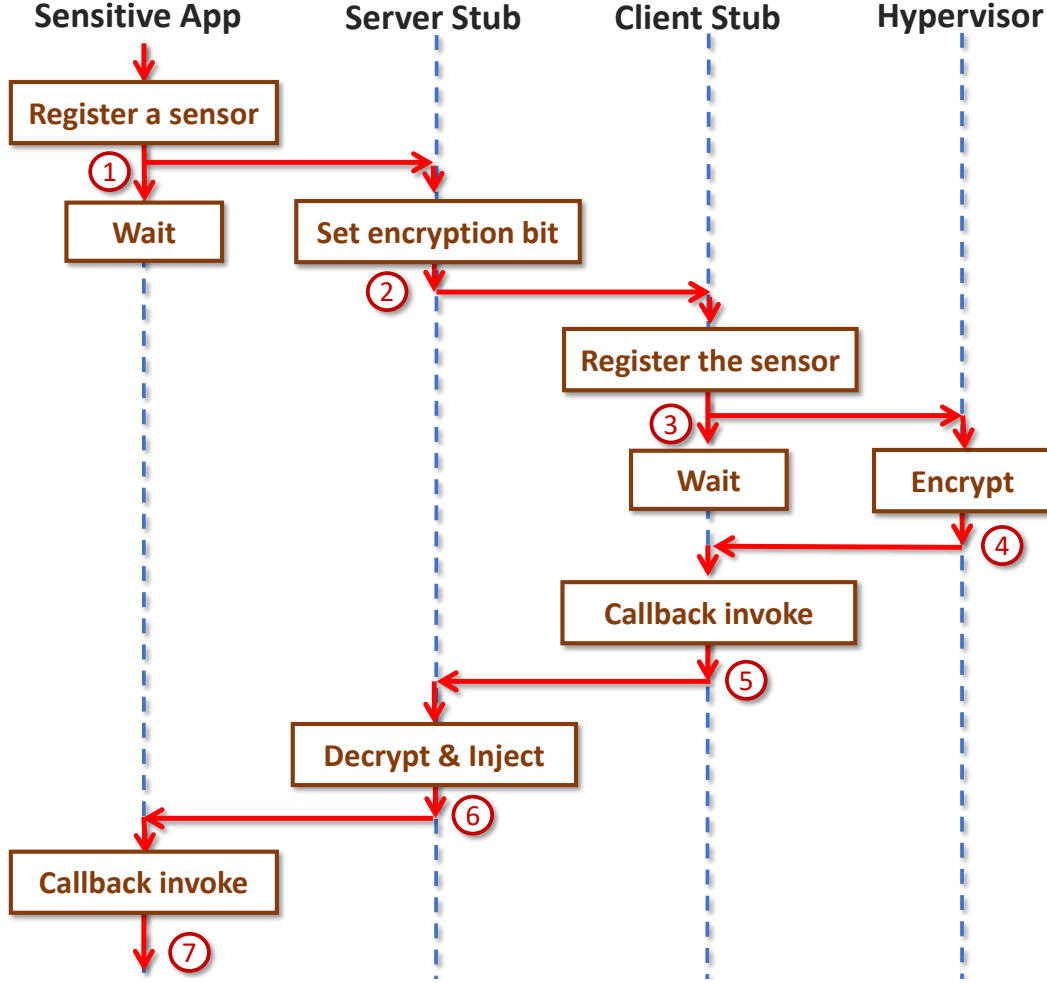 Sensitive App
Server Stub
Client Stub
Hypervisor
Register a sensor
1
Wait
Set encryption bit
2
Register the sensor
3
Wait
Encrypt
4
Callback invoke
5
Decrypt & Inject
6
Callback invoke
7